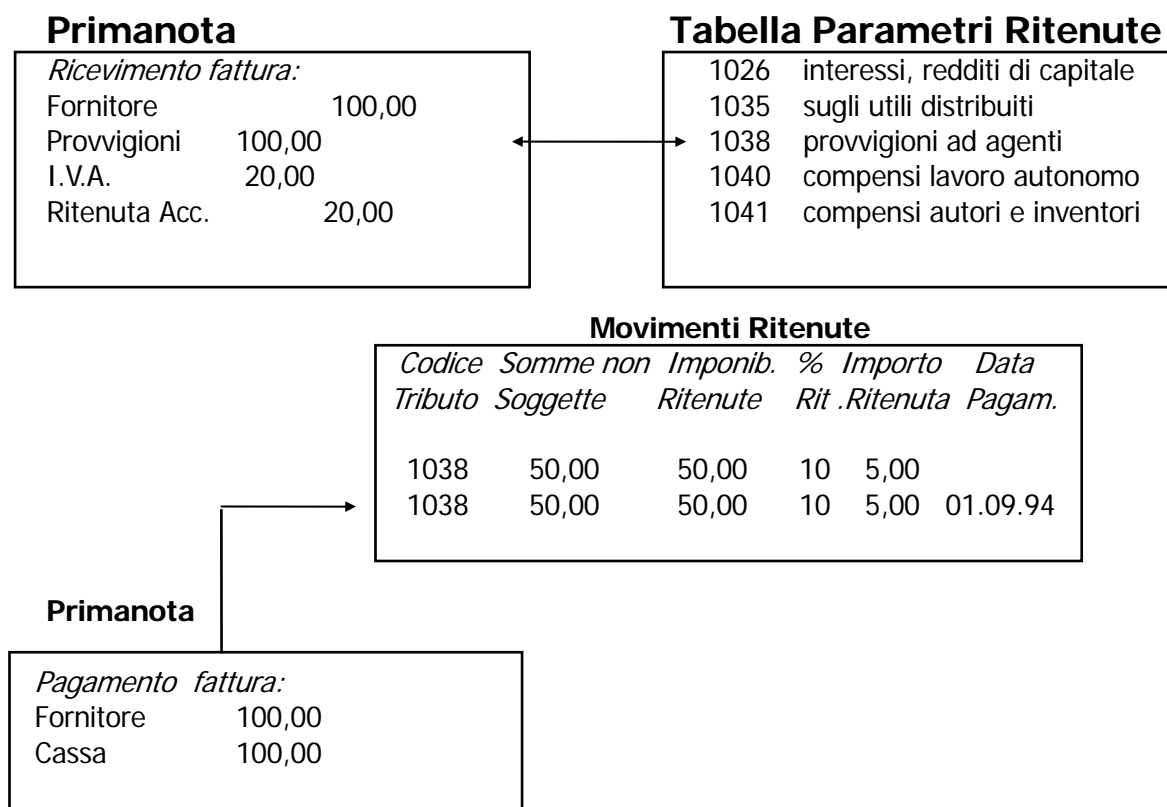 Primanota
Ricevimento fattura:
Fornitore 100,00
Provvigioni 100,00
I.V.A. 20,00
Ritenuta Acc. 20,00
Tabella Parametri Ritenute
1026 interessi, redditi di capitale
1035 sugli utili distribuiti
1038 provvigioni ad agenti
1040 compensi lavoro autonomo
1041 compensi autori e inventori
Movimenti Ritenute
Codice Somme non Imponib. % Importo Data
Tributo Soggette Ritenute Rit .Ritenuta Pagam.
1038 50,00 50,00 10 5,00
1038 50,00 50,00 10 5,00 01.09.94
Primanota
Pagamento fattura:
Fornitore 100,00
Cassa 100,00